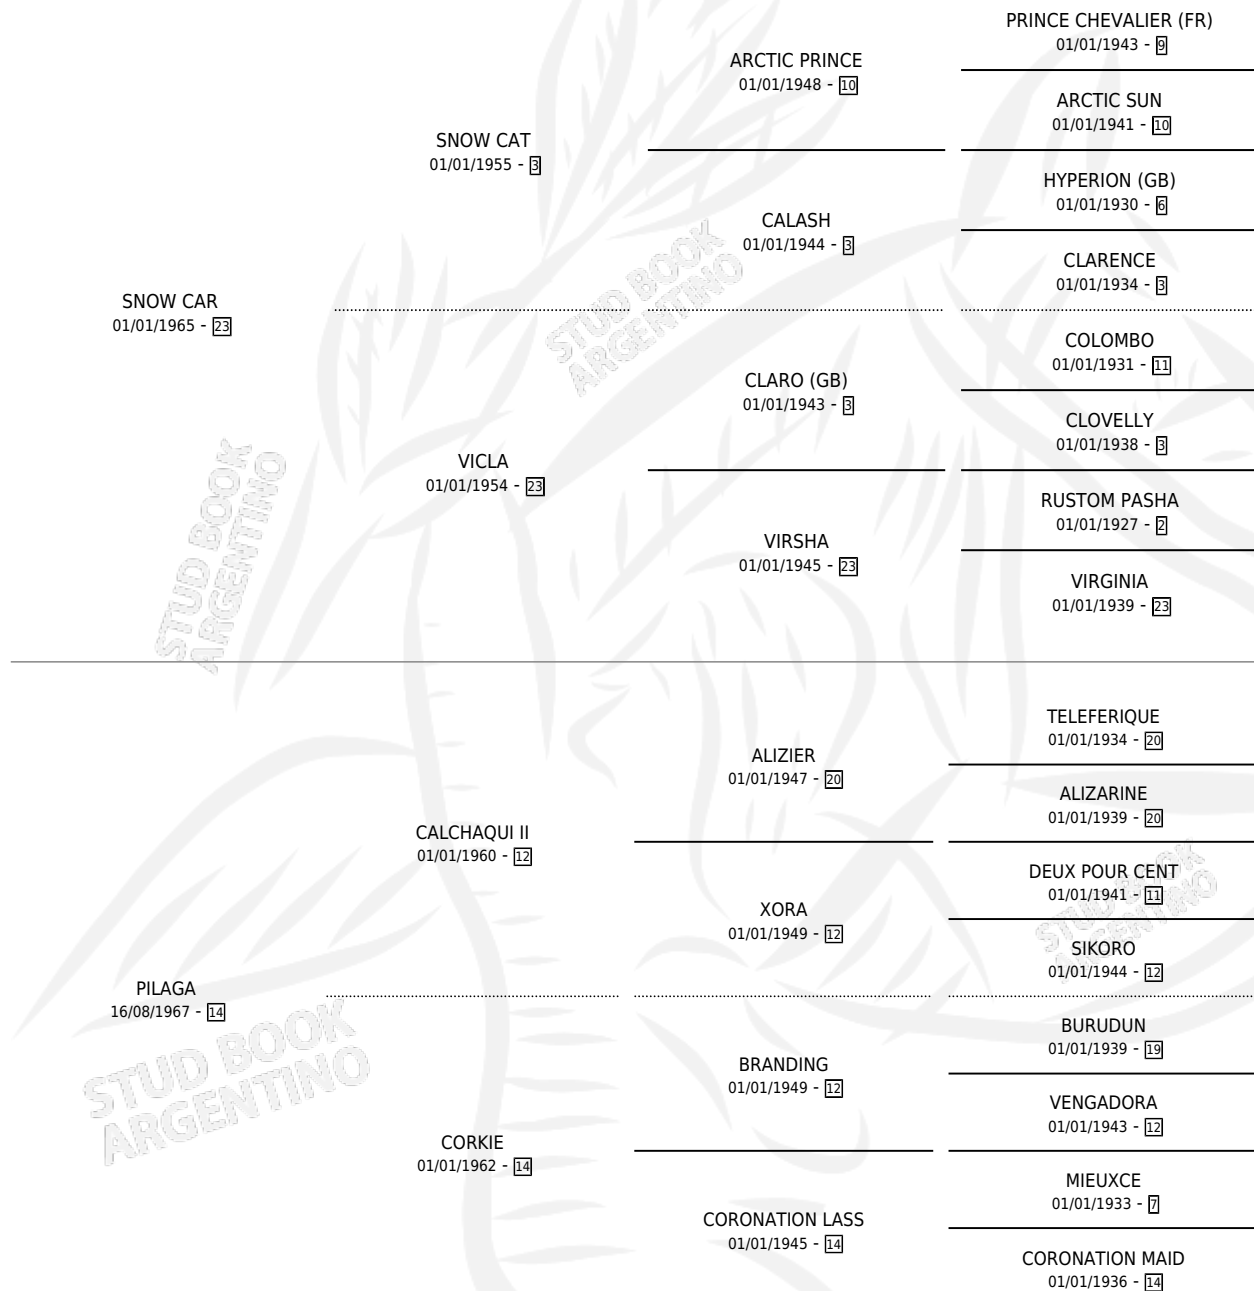 PRINCE CHEVALIER (FR)
01/01/1943 - 9
ARCTIC PRINCE
01/01/1948 - 10
ARCTIC SUN
01/01/1941 - 10
SNOW CAT
01/01/1955 - 3
HYPERION (GB)
01/01/1930 - 6
CALASH
01/01/1944 - 3
CLARENCE
01/01/1934 - 3
SNOW CAR
01/01/1965 - 23
COLOMBO
01/01/1931 - 11
CLARO (GB)
01/01/1943 - 3
CLOVELLY
01/01/1938 - 3
VICLA
01/01/1954 - 23
RUSTOM PASHA
01/01/1927 - 2
VIRSHA
01/01/1945 - 23
VIRGINIA
01/01/1939 - 23
TELEFERIQUE
01/01/1934 - 20
ALIZIER
01/01/1947 - 20
ALIZARINE
01/01/1939 - 20
CALCHAQUI II
01/01/1960 - 12
DEUX POUR CENT
01/01/1941 - 11
XORA
01/01/1949 - 12
SIKORO
01/01/1944 - 12
PILAGA
16/08/1967 - 14
BURUDUN
01/01/1939 - 19
BRANDING
01/01/1949 - 12
VENGADORA
01/01/1943 - 12
CORKIE
01/01/1962 - 14
MIEUXCE
01/01/1933 - 7
CORONATION LASS
01/01/1945 - 14
CORONATION MAID
01/01/1936 - 14
STUD BOOK
ARGENTINO
STUD BOOK
ARGENTINO
STUD BOOK
ARGENTINO
STUD BOOK
ARGENTINO